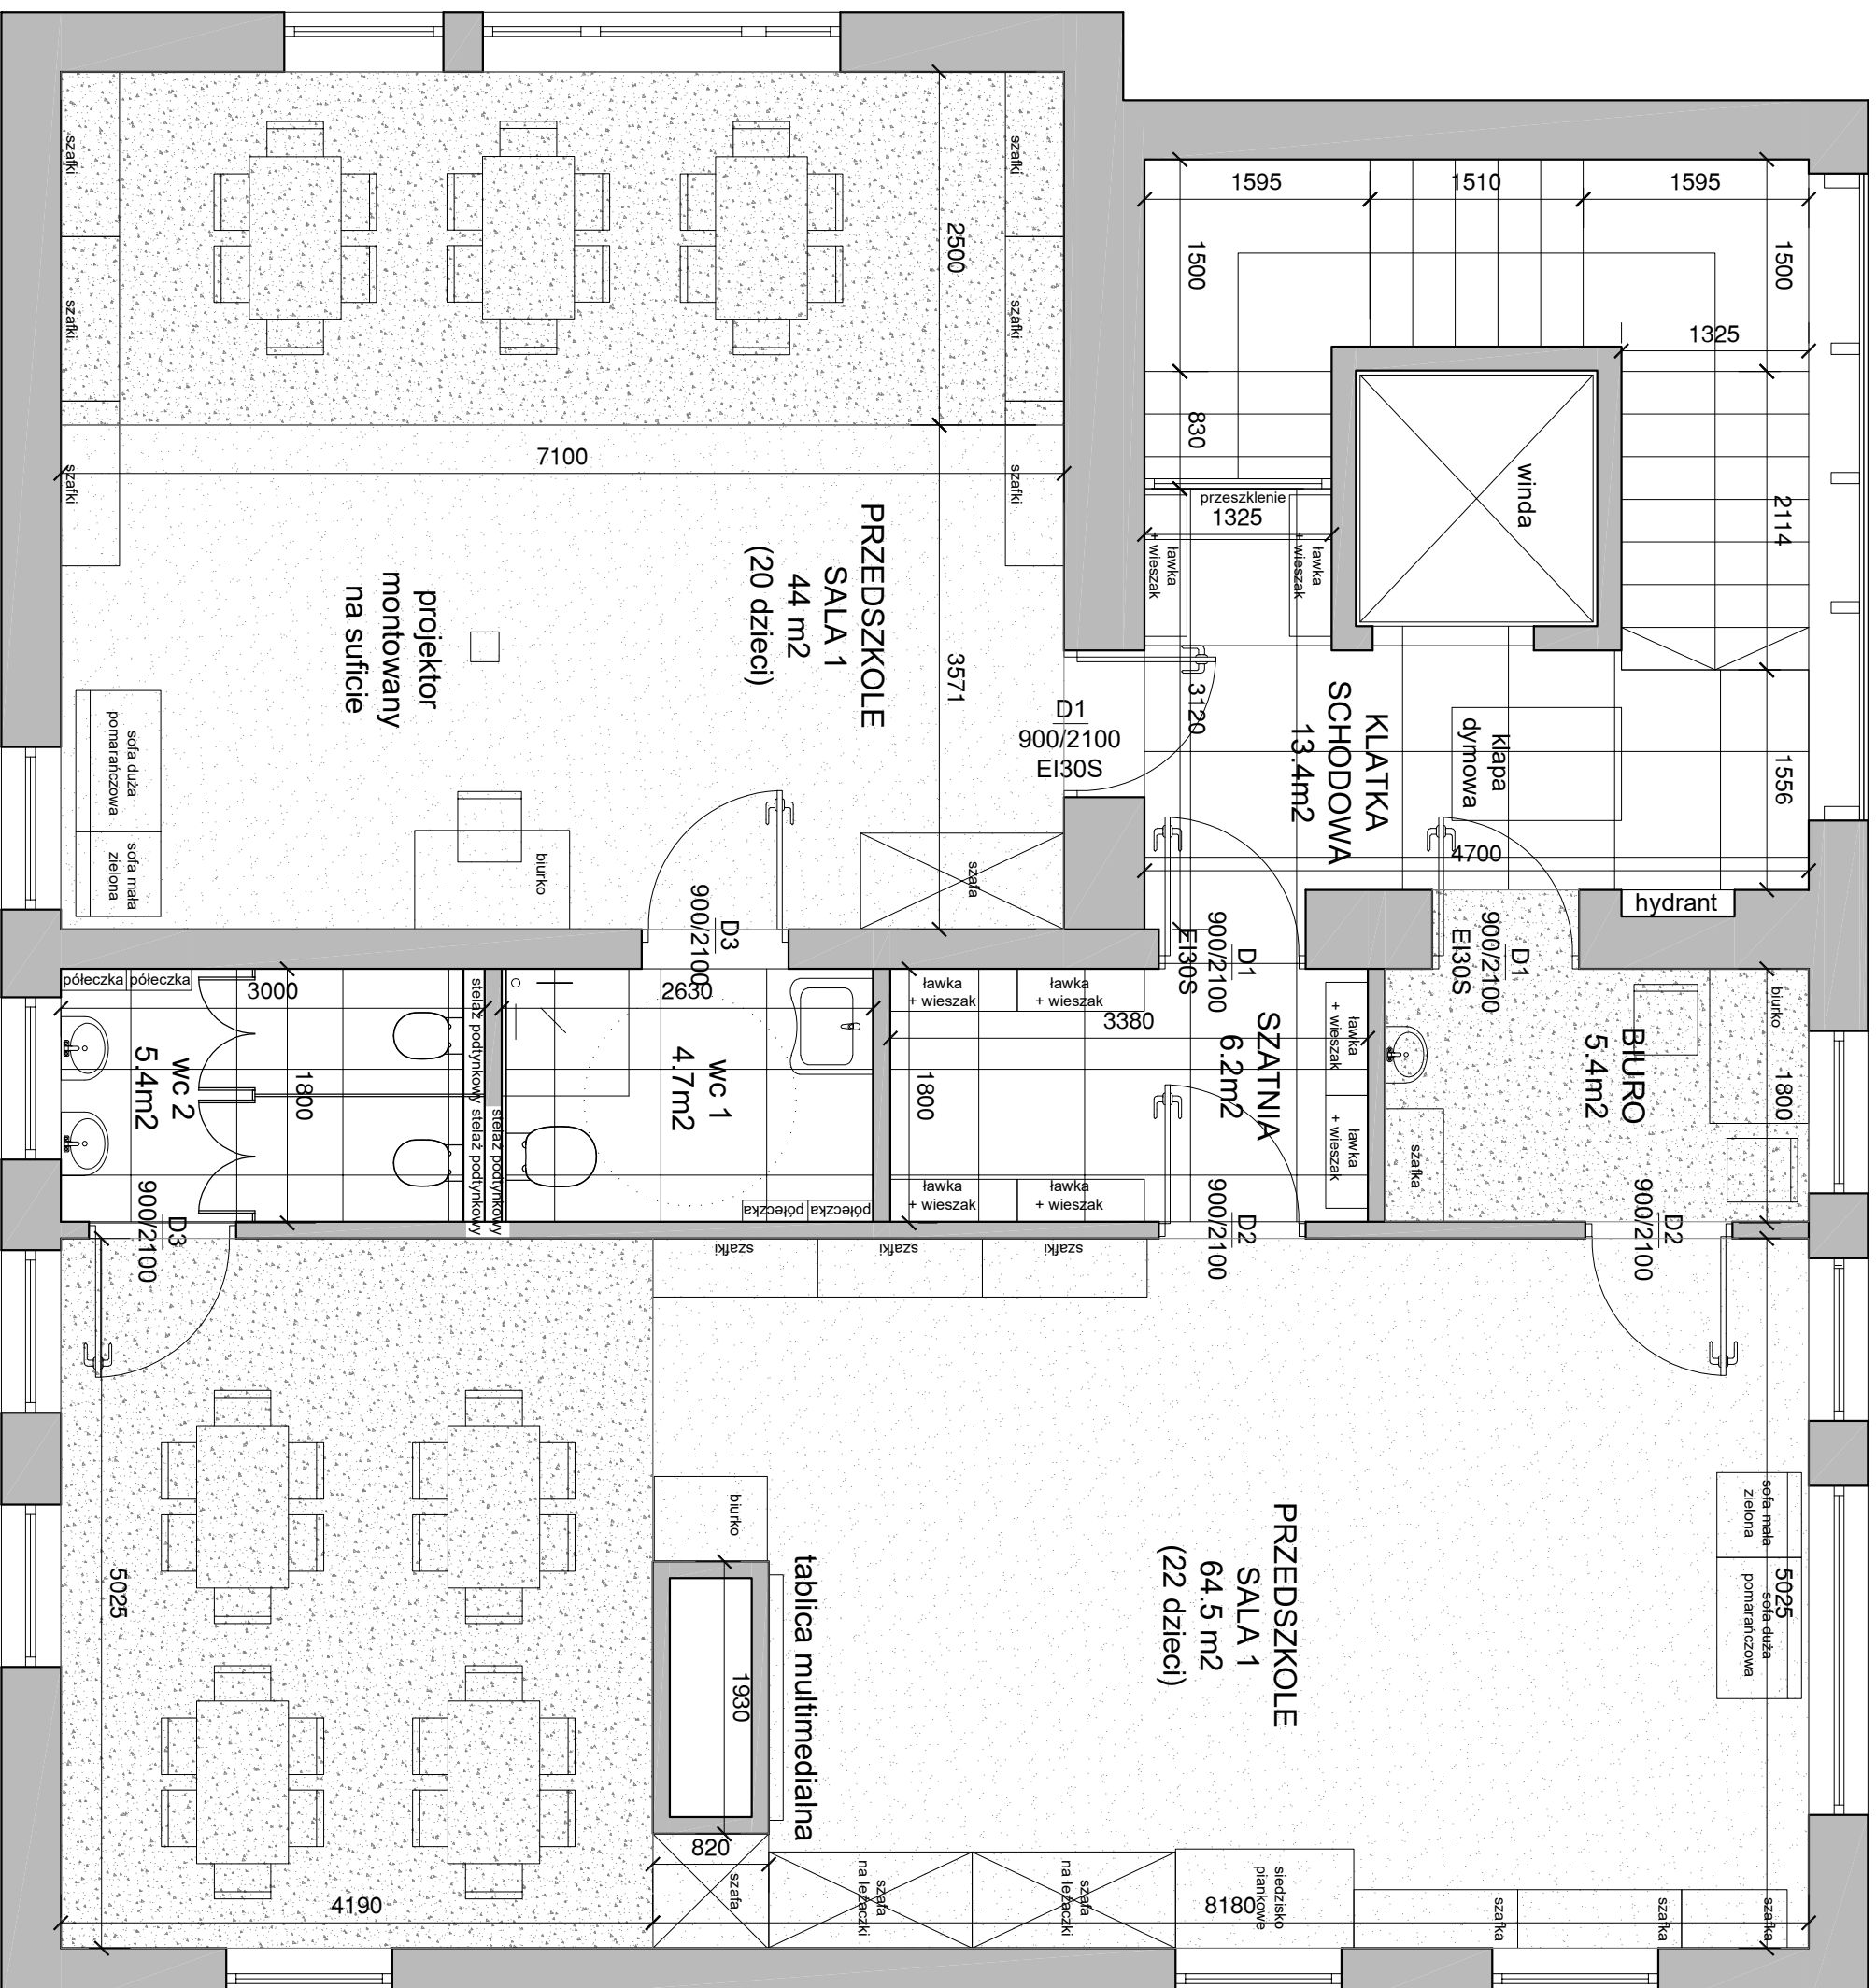 1595
1510
1595
1500
1500
1325
830
2114
winda
przeszklenie
1325
ławka
+ wieszak
ławka
+ wieszak
3120
KLATKA
SCHODOWA
13.4m2
klapa
dymowa
1556
4700
hydrant
szafki
szafki
szafki
szafki
szafki
szafki
2500
7100
PRZEDSZKOLE
SALA 1
44 m2
(20 dzieci)
projektor
montowany
na suficie
3571
D1
900/2100
EI30S
sofa duża
pomarańczowa
sofa mała
zielona
biurko
szafa
D3
900/2100
D1
900/2100
EI30S
D1
900/2100
EI30S
półeczka
półeczka
3000
stelaż podtynkowy
stelaż podtynkowy
stelaż podtynkowy
2630
wc 2
5.4m2
1800
wc 1
4.7m2
półeczka
półeczka
ławka
+ wieszak
ławka
+ wieszak
3380
1800
SZATNIA
6.2m2
ławka
+ wieszak
ławka
+ wieszak
ławka
+ wieszak
ławka
+ wieszak
BIURO
5.4m2
biurko
1800
szafka
D3
900/2100
D2
900/2100
D2
900/2100
szafki
szafki
szafki
biurko
tablica multimedialna
1930
820
5025
PRZEDSZKOLE
SALA 1
64.5 m2
(22 dzieci)
sofa mała
zielona
5025
sofa duża
pomarańczowa
szafa
szafa
na leżaczki
szafa
na leżaczki
siedzisko
piankowe
szafka
szafka
szafka
4190
8180